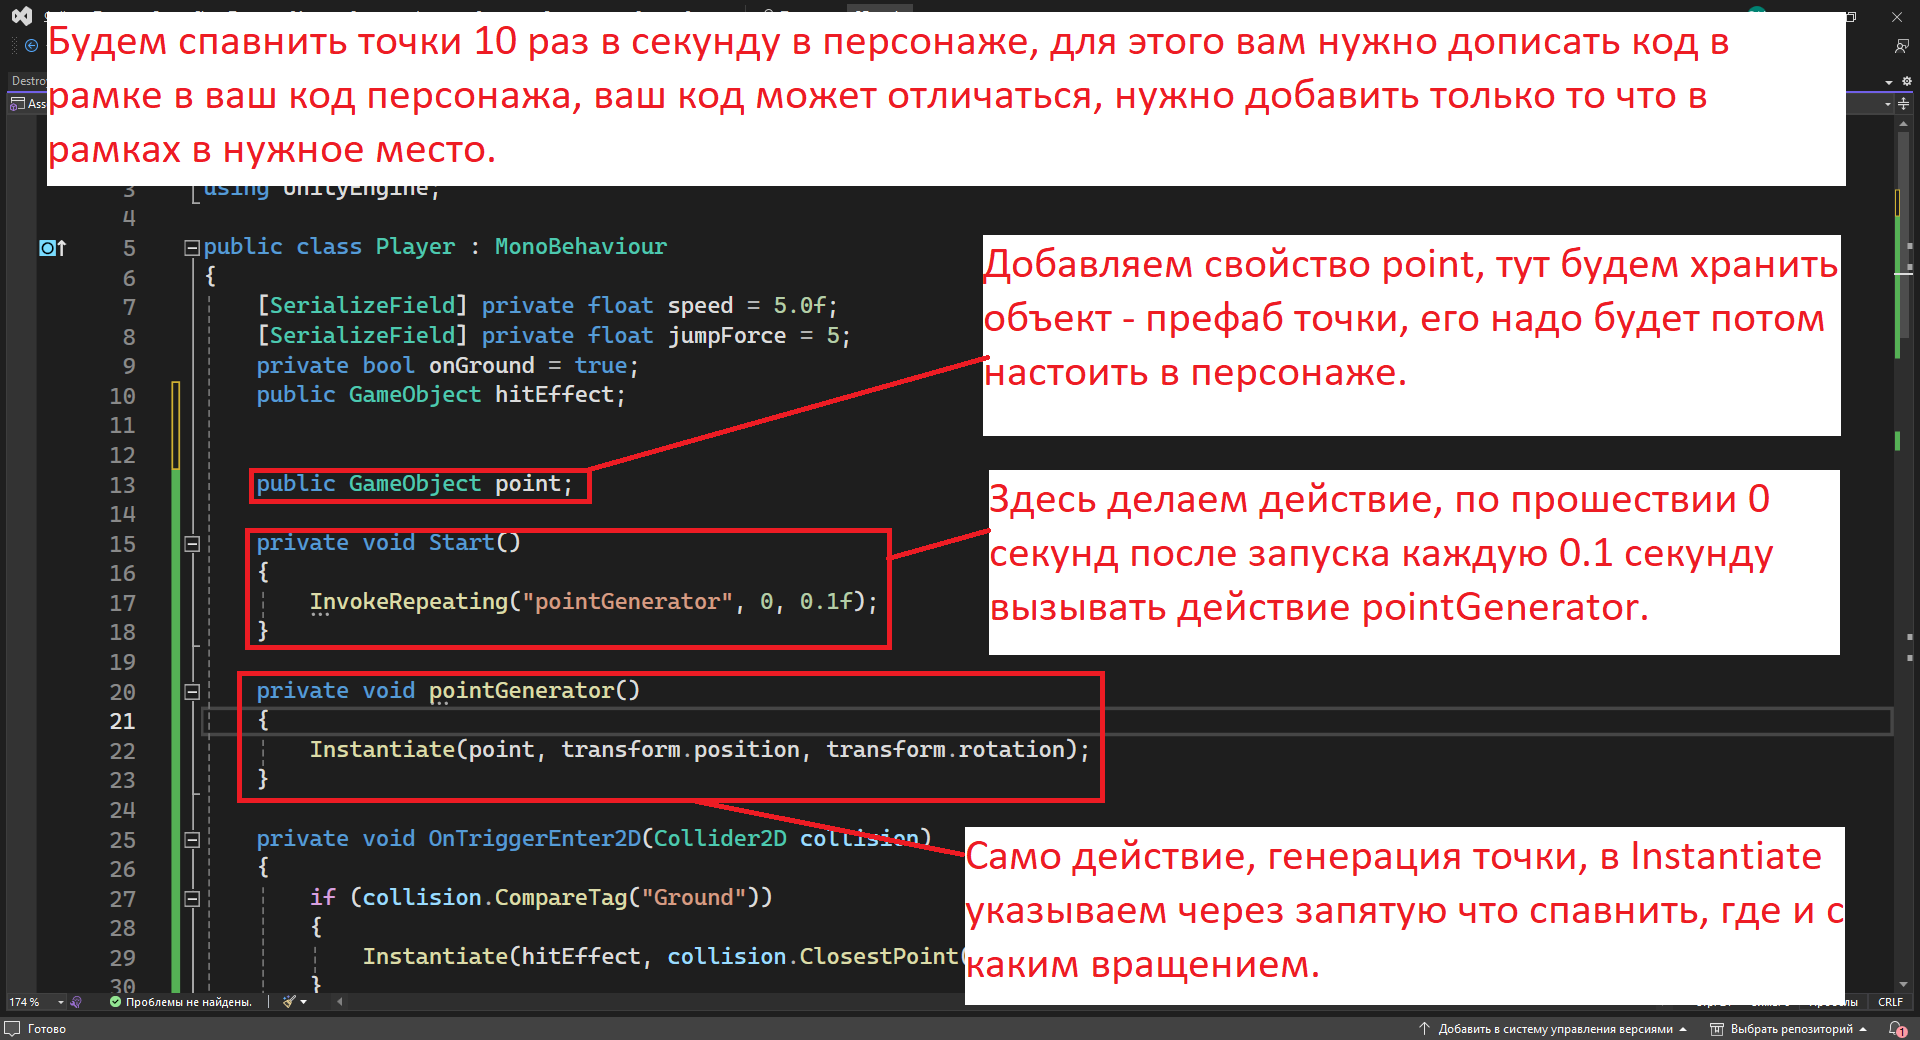 Будем спавнить точки 10 раз в секунду в персонаже, для этого вам нужно дописать код в
рамке в ваш код персонажа, ваш код может отличаться, нужно добавить только то что в
рамках в нужное место.
Destro
Ass
3 using UnityEngine;
4
5 public class Player : MonoBehaviour
6 {
7 [SerializeField] private float speed = 5.0f;
8 [SerializeField] private float jumpForce = 5;
9 private bool onGround = true;
10 public GameObject hitEffect;
11
12
13 public GameObject point;
14
15 private void Start()
16 {
17 InvokeRepeating("pointGenerator", 0, 0.1f);
18 }
19
20 private void pointGenerator()
21 {
22 Instantiate(point, transform.position, transform.rotation);
23 }
24
25 private void OnTriggerEnter2D(Collider2D collision)
26 {
27 if (collision.CompareTag("Ground"))
28 {
29 Instantiate(hitEffect, collision.ClosestPoint(
30 }
Добавляем свойство point, тут будем хранить
объект - префаб точки, его надо будет потом
настоить в персонаже.
Здесь делаем действие, по прошествии 0
секунд после запуска каждую 0.1 секунду
вызывать действие pointGenerator.
Само действие, генерация точки, в Instantiate
указываем через запятую что спавнить, где и с
каким вращением.
174 % Проблемы не найдены. CRLF
Готово Добавить в систему управления версиями Выбрать репозиторий 1